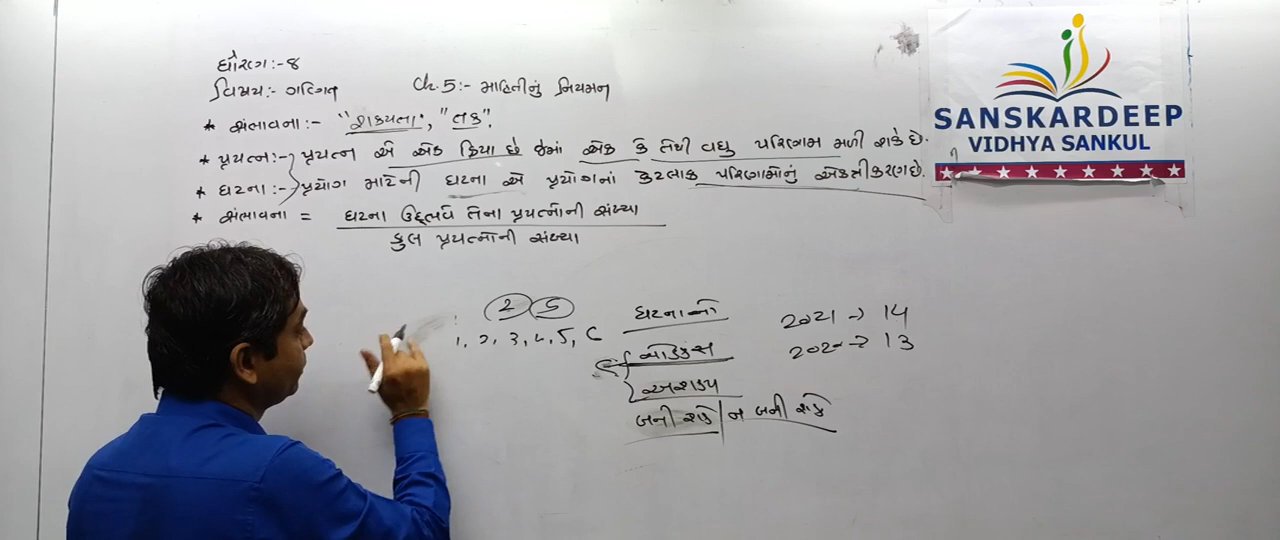 ધોરણ:-૮
વિષય:- ગણિત
Ch.5:- માહિતીનું નિયમન
* સંભાવના:- "શક્યતા", "તક".
* પ્રયત્ન:- પ્રયત્ન એ એક ક્રિયા છે જેમાં એક કે તેથી વધુ પરિણામ મળી શકે છે.
* ઘટના:- પ્રયોગ માટેની ઘટના એ પ્રયોગનાં કેટલાક પરિણામોનું એકત્રીકરણ છે.
* સંભાવના = ઘટના ઉદ્દભવે તેના પ્રયત્નોની સંખ્યા
કુલ પ્રયત્નોની સંખ્યા
2 5
1, 2, 3, 4, 5, 6
ઘટનાઓ
ચોક્કસ
અશક્ય
બની શકે | ન બની શકે
2021 → 14
2020 → 13
SANSKARDEEP
VIDHYA SANKUL